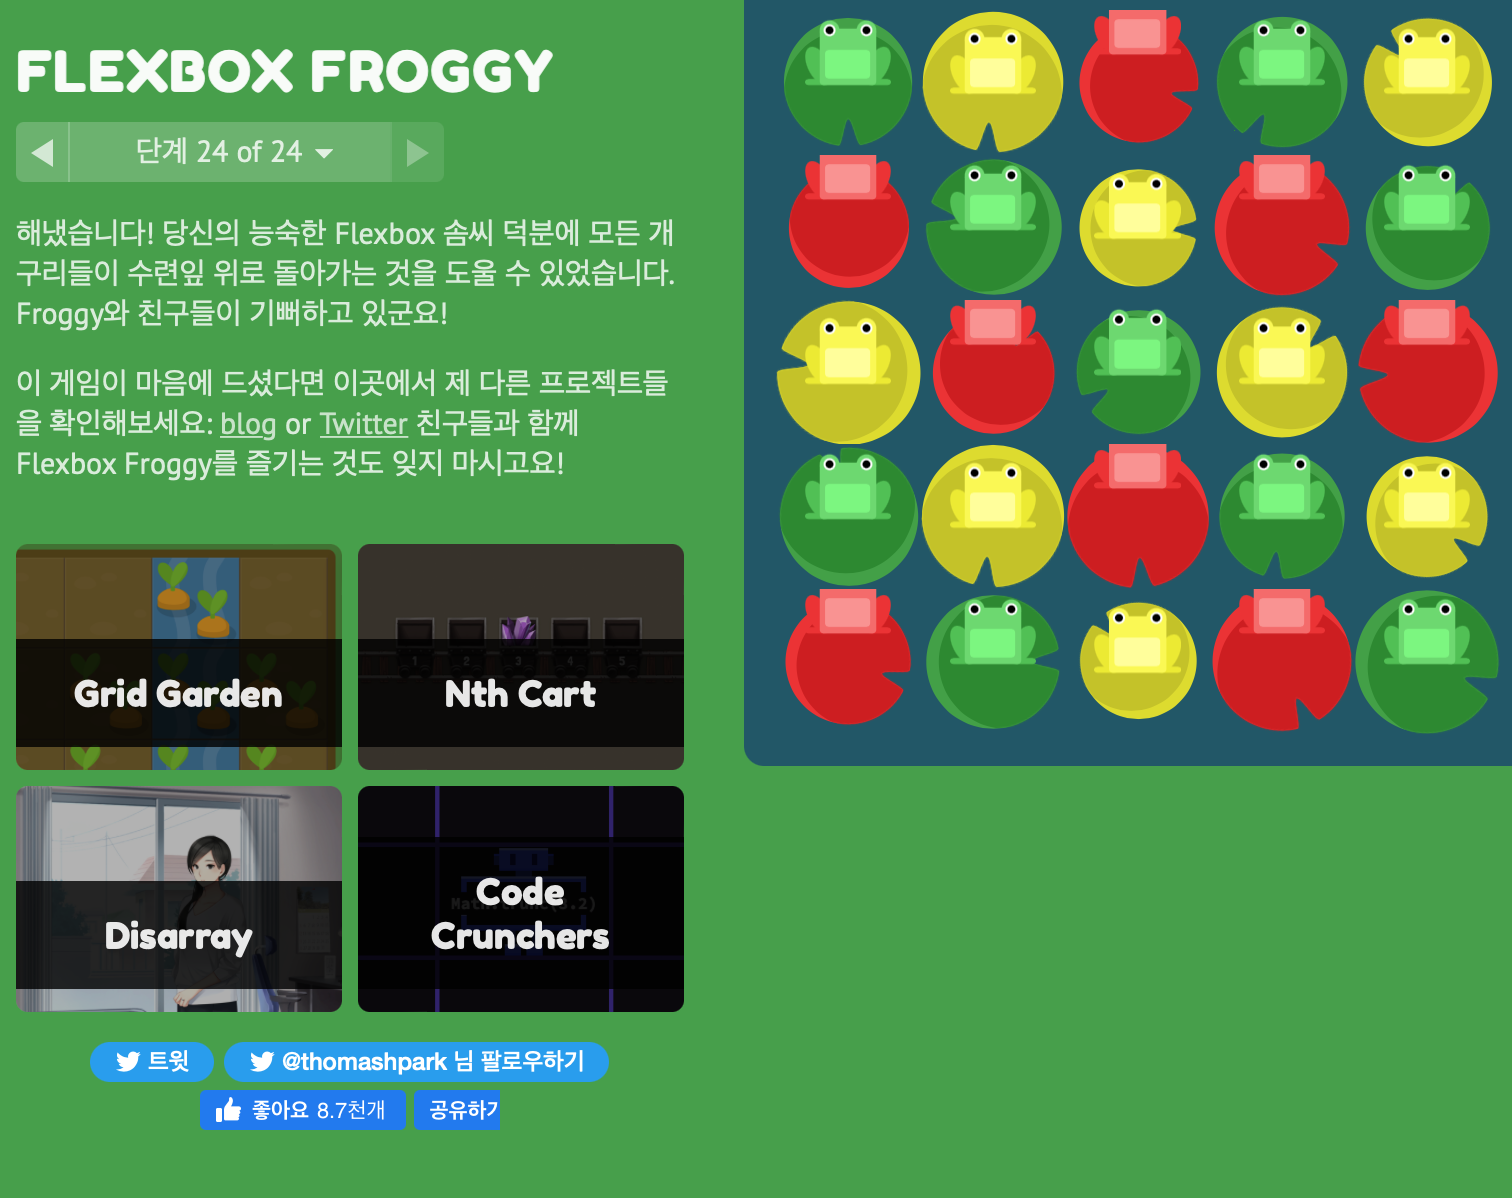 FLEXBOX FROGGY
단계 24 of 24
해냈습니다! 당신의 능숙한 Flexbox 솜씨 덕분에 모든 개
구리들이 수련잎 위로 돌아가는 것을 도울 수 있었습니다.
Froggy와 친구들이 기뻐하고 있군요!
이 게임이 마음에 드셨다면 이곳에서 제 다른 프로젝트들
을 확인해보세요: blog or Twitter 친구들과 함께
Flexbox Froggy를 즐기는 것도 잊지 마시고요!
1 2 3 4 5
Grid Garden
Nth Cart
Disarray
Code
Crunchers
트윗
@thomashpark 님 팔로우하기
좋아요 8.7천개
공유하기